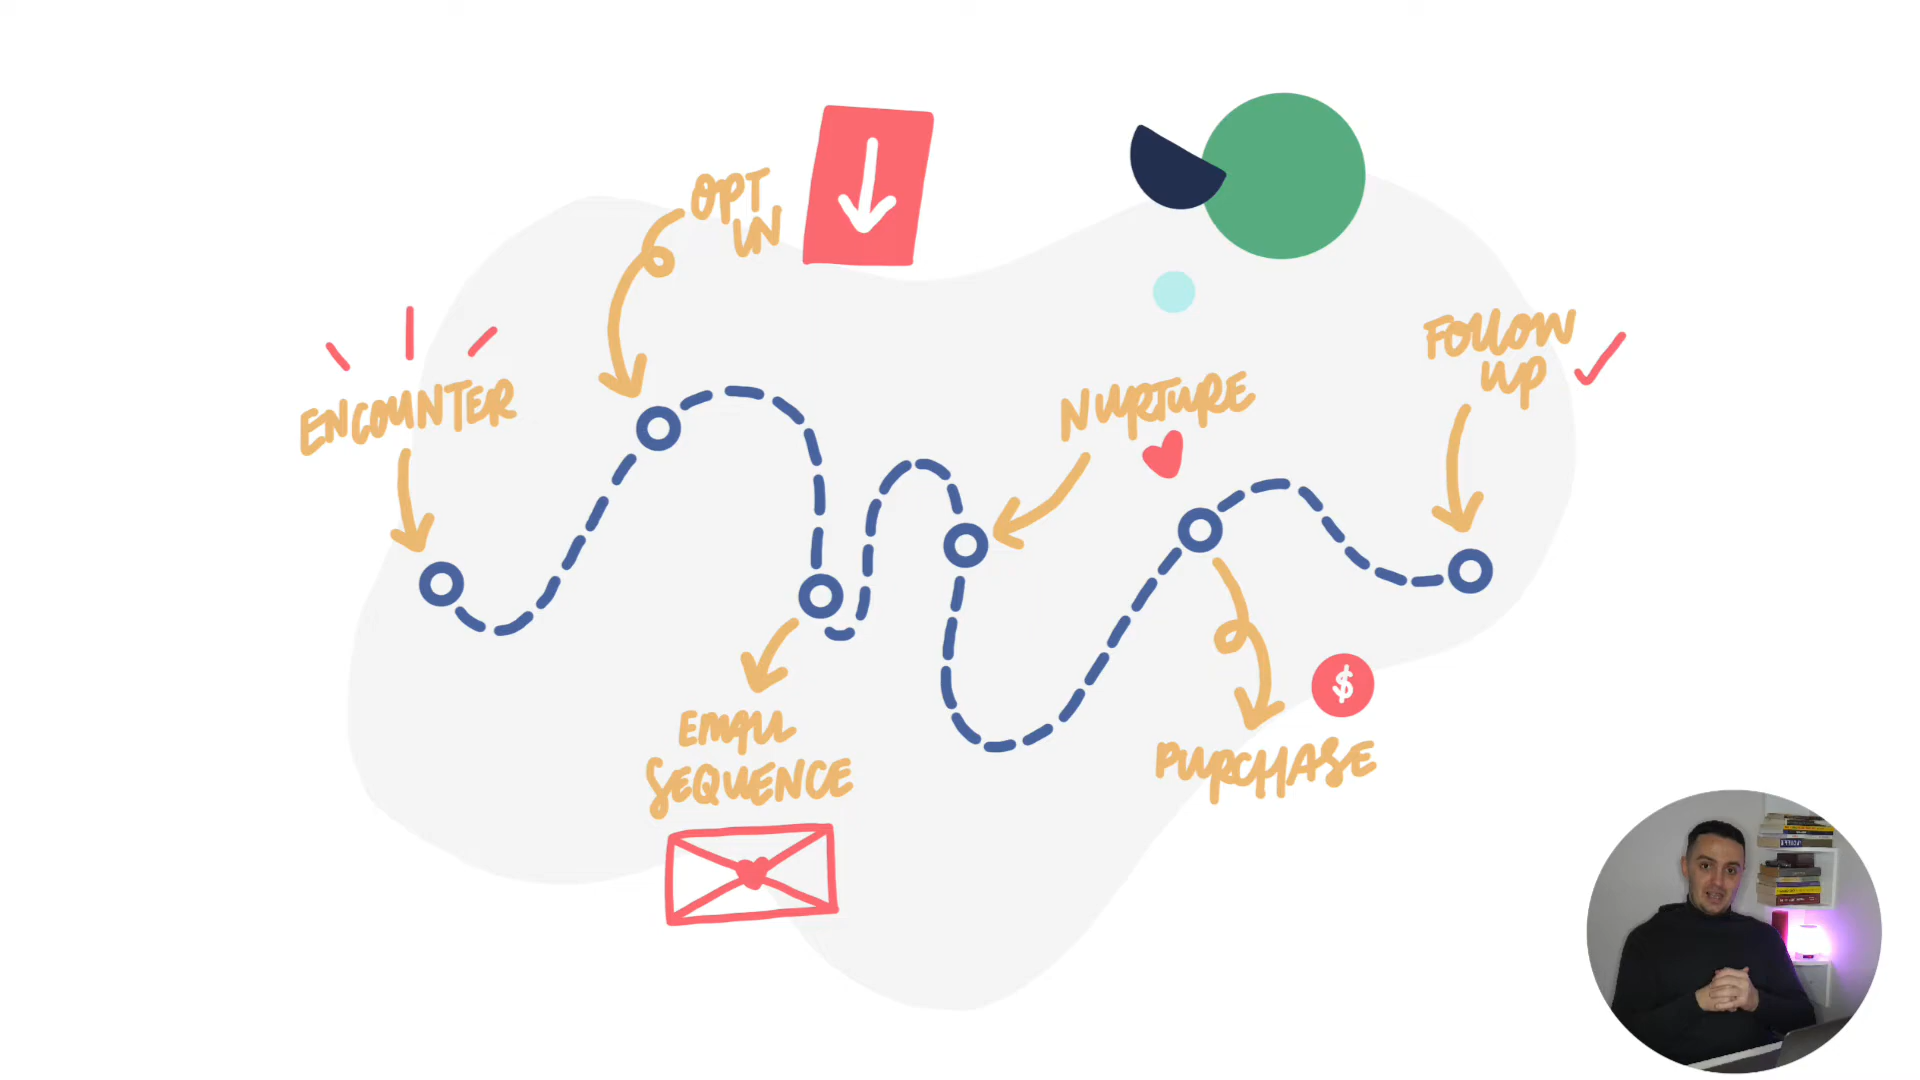 ENCOUNTER
OPT
IN
EMAIL
SEQUENCE
NURTURE
PURCHASE
$
FOLLOW
UP